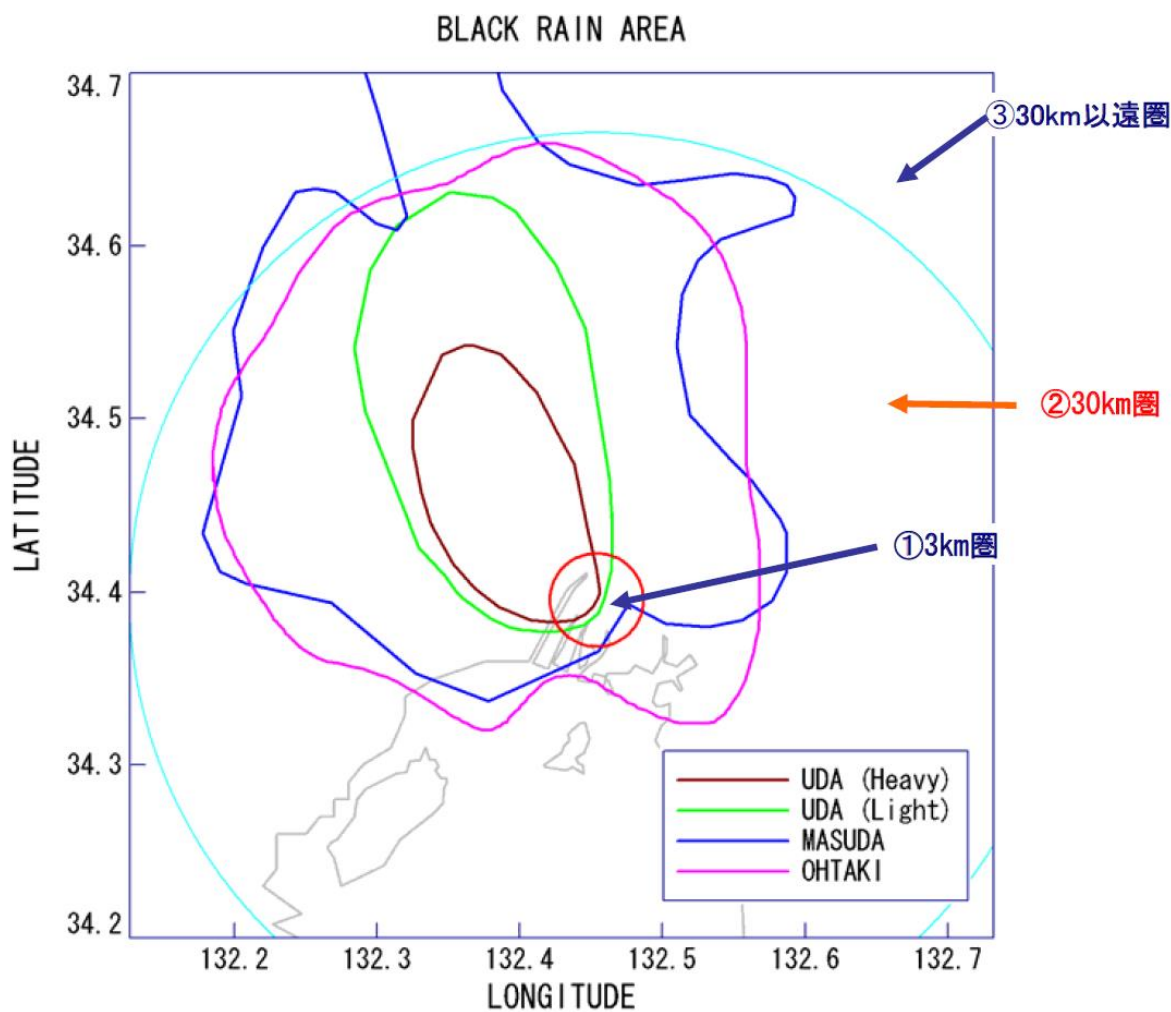 BLACK RAIN AREA
34.7
③30km以遠圏
34.6
34.5
②30km圏
LATITUDE
①3km圏
34.4
34.3
UDA (Heavy)
UDA (Light)
MASUDA
OHTAKI
34.2
132.2 132.3 132.4 132.5 132.6 132.7
LONGITUDE